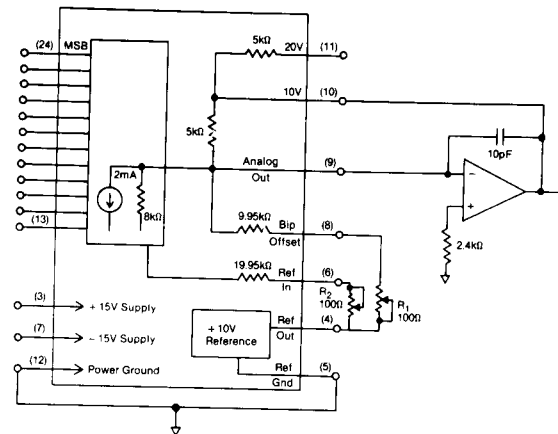 5kΩ
20V (11)
(24) MSB
10V (10)
5kΩ
10pF
Analog (9)
Out
2mA
8kΩ
−
+
9.95kΩ
Bip (8)
Offset
(13)
2.4kΩ
19.95kΩ
Ref (6)
In
R2
100Ω
R1
100Ω
(3) + 15V Supply
Ref (4)
Out
+ 10V
Reference
(7) − 15V Supply
(12) Power Ground
Ref (5)
Gnd